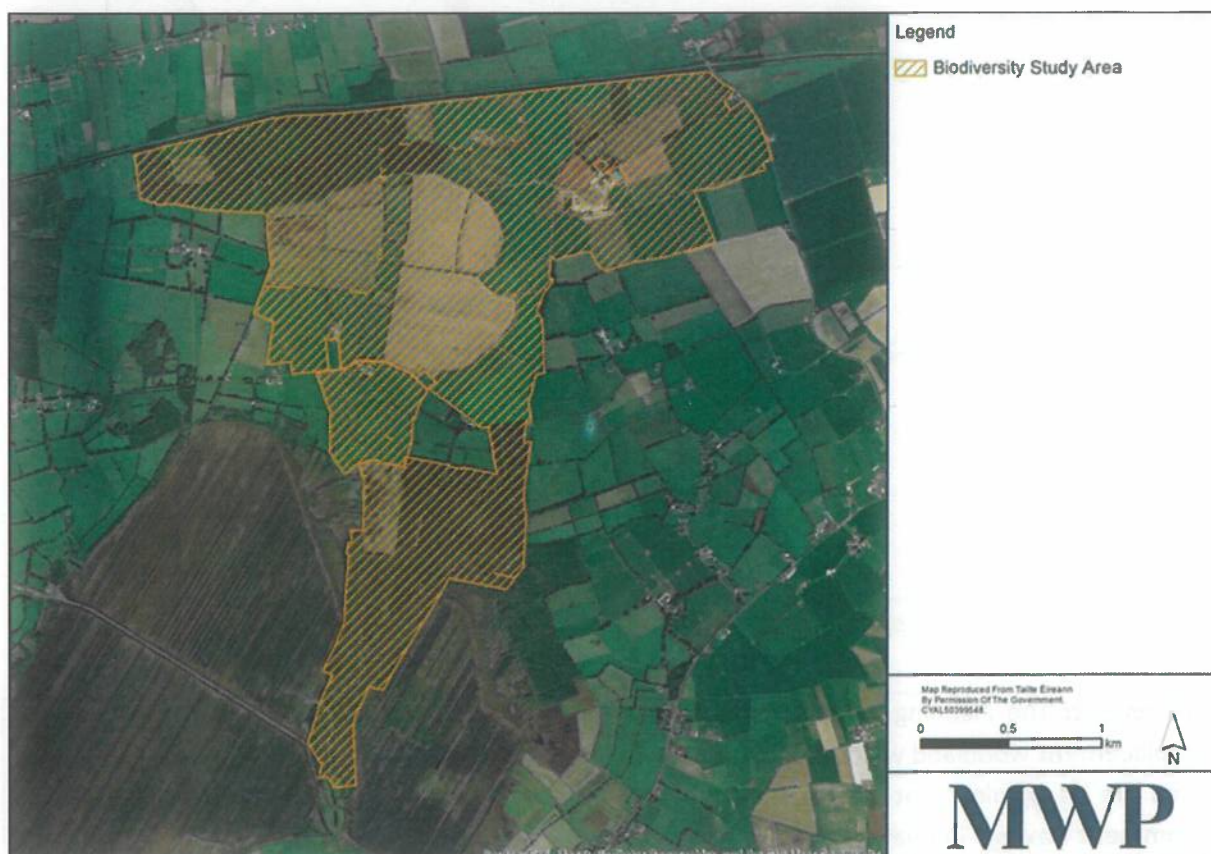 Legend
Biodiversity Study Area
Map Reproduced From Tailte Éireann
By Permission Of The Government.
0 0.5 1
km
N
MWP